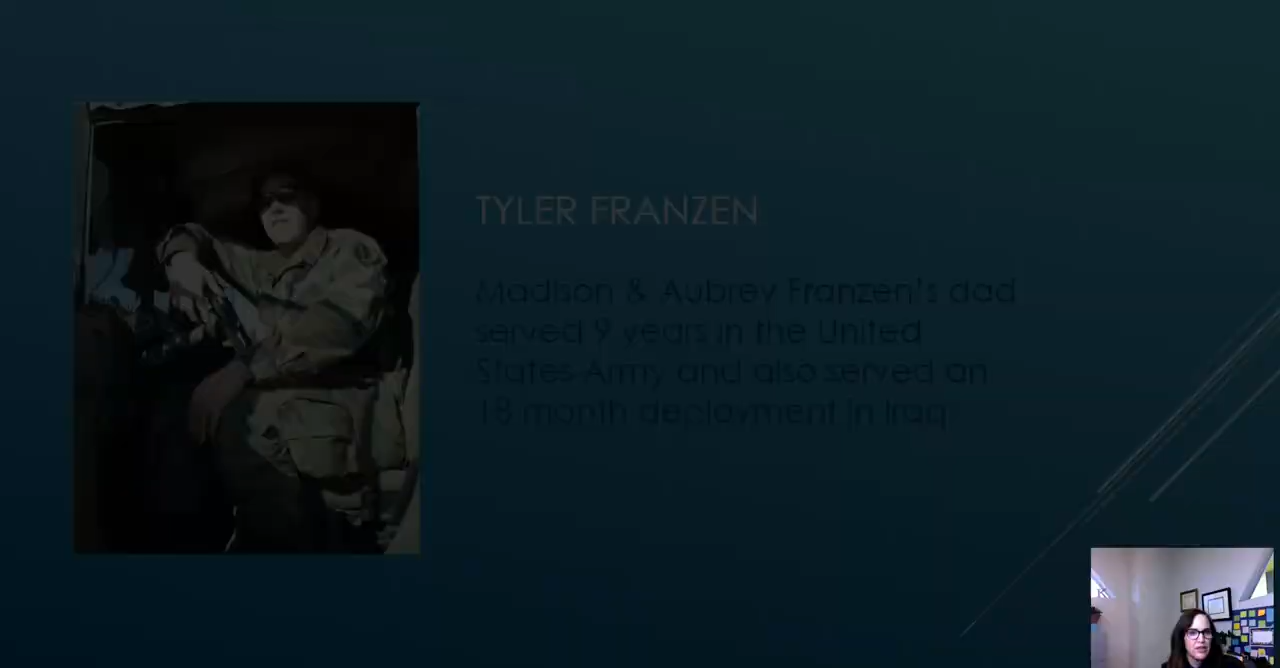 TYLER FRANZEN
Madison & Aubrey Franzen's dad
served 9 years in the United
States Army and also served an
18 month deployment in Iraq